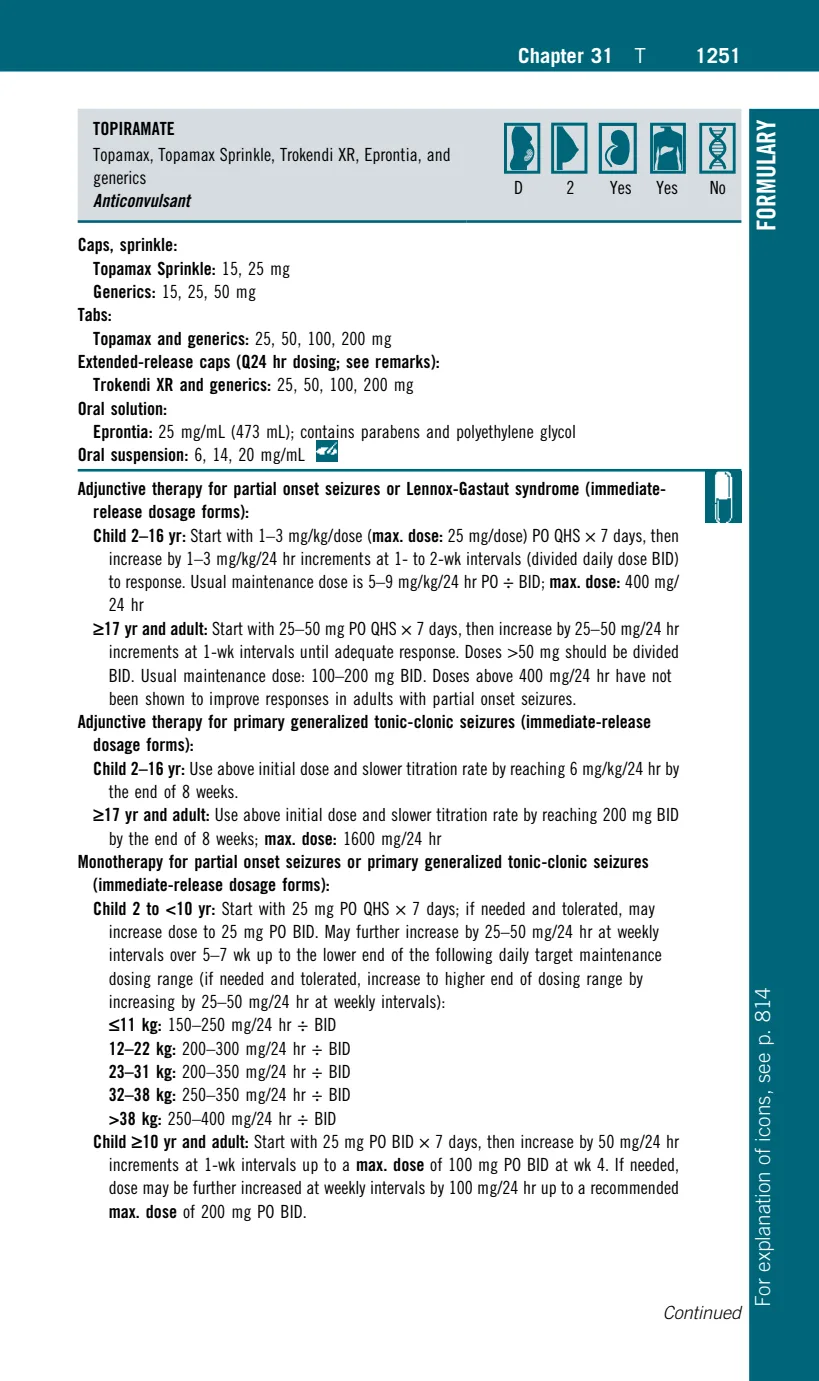 Chapter 31 T 1251
TOPIRAMATE
Topamax, Topamax Sprinkle, Trokendi XR, Eprontia, and
generics
Anticonvulsant
D 2 Yes Yes No
FORMULARY
Caps, sprinkle:
Topamax Sprinkle: 15, 25 mg
Generics: 15, 25, 50 mg
Tabs:
Topamax and generics: 25, 50, 100, 200 mg
Extended-release caps (Q24 hr dosing; see remarks):
Trokendi XR and generics: 25, 50, 100, 200 mg
Oral solution:
Eprontia: 25 mg/mL (473 mL); contains parabens and polyethylene glycol
Oral suspension: 6, 14, 20 mg/mL
Adjunctive therapy for partial onset seizures or Lennox-Gastaut syndrome (immediate-
release dosage forms):
Child 2–16 yr: Start with 1–3 mg/kg/dose (max. dose: 25 mg/dose) PO QHS × 7 days, then
increase by 1–3 mg/kg/24 hr increments at 1- to 2-wk intervals (divided daily dose BID)
to response. Usual maintenance dose is 5–9 mg/kg/24 hr PO ÷ BID; max. dose: 400 mg/
24 hr
≥17 yr and adult: Start with 25–50 mg PO QHS × 7 days, then increase by 25–50 mg/24 hr
increments at 1-wk intervals until adequate response. Doses >50 mg should be divided
BID. Usual maintenance dose: 100–200 mg BID. Doses above 400 mg/24 hr have not
been shown to improve responses in adults with partial onset seizures.
Adjunctive therapy for primary generalized tonic-clonic seizures (immediate-release
dosage forms):
Child 2–16 yr: Use above initial dose and slower titration rate by reaching 6 mg/kg/24 hr by
the end of 8 weeks.
≥17 yr and adult: Use above initial dose and slower titration rate by reaching 200 mg BID
by the end of 8 weeks; max. dose: 1600 mg/24 hr
Monotherapy for partial onset seizures or primary generalized tonic-clonic seizures
(immediate-release dosage forms):
Child 2 to <10 yr: Start with 25 mg PO QHS × 7 days; if needed and tolerated, may
increase dose to 25 mg PO BID. May further increase by 25–50 mg/24 hr at weekly
intervals over 5–7 wk up to the lower end of the following daily target maintenance
dosing range (if needed and tolerated, increase to higher end of dosing range by
increasing by 25–50 mg/24 hr at weekly intervals):
≤11 kg: 150–250 mg/24 hr ÷ BID
12–22 kg: 200–300 mg/24 hr ÷ BID
23–31 kg: 200–350 mg/24 hr ÷ BID
32–38 kg: 250–350 mg/24 hr ÷ BID
>38 kg: 250–400 mg/24 hr ÷ BID
Child ≥10 yr and adult: Start with 25 mg PO BID × 7 days, then increase by 50 mg/24 hr
increments at 1-wk intervals up to a max. dose of 100 mg PO BID at wk 4. If needed,
dose may be further increased at weekly intervals by 100 mg/24 hr up to a recommended
max. dose of 200 mg PO BID.
For explanation of icons, see p. 814
Continued